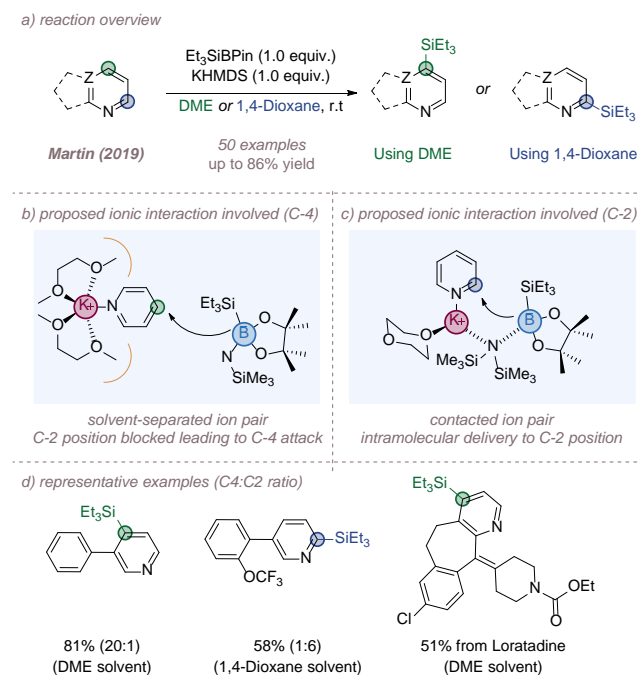 a) reaction overview
Et₃SiBPin (1.0 equiv.)
KHMDS (1.0 equiv.)
DME or 1,4-Dioxane, r.t
50 examples
up to 86% yield
Z
N
Martin (2019)
SiEt₃
Z
N
Using DME
or
Z
N
SiEt₃
Using 1,4-Dioxane
b) proposed ionic interaction involved (C-4)
O
O
K+
N
O
O
Et₃Si
B
O
O
N
SiMe₃
solvent-separated ion pair
C-2 position blocked leading to C-4 attack
c) proposed ionic interaction involved (C-2)
N
K+
O
O
SiEt₃
B
O
O
N
Me₃Si
SiMe₃
contacted ion pair
intramolecular delivery to C-2 position
d) representative examples (C4:C2 ratio)
Et₃Si
N
81% (20:1)
(DME solvent)
N
SiEt₃
OCF₃
58% (1:6)
(1,4-Dioxane solvent)
Et₃Si
N
Cl
N
OEt
O
51% from Loratadine
(DME solvent)